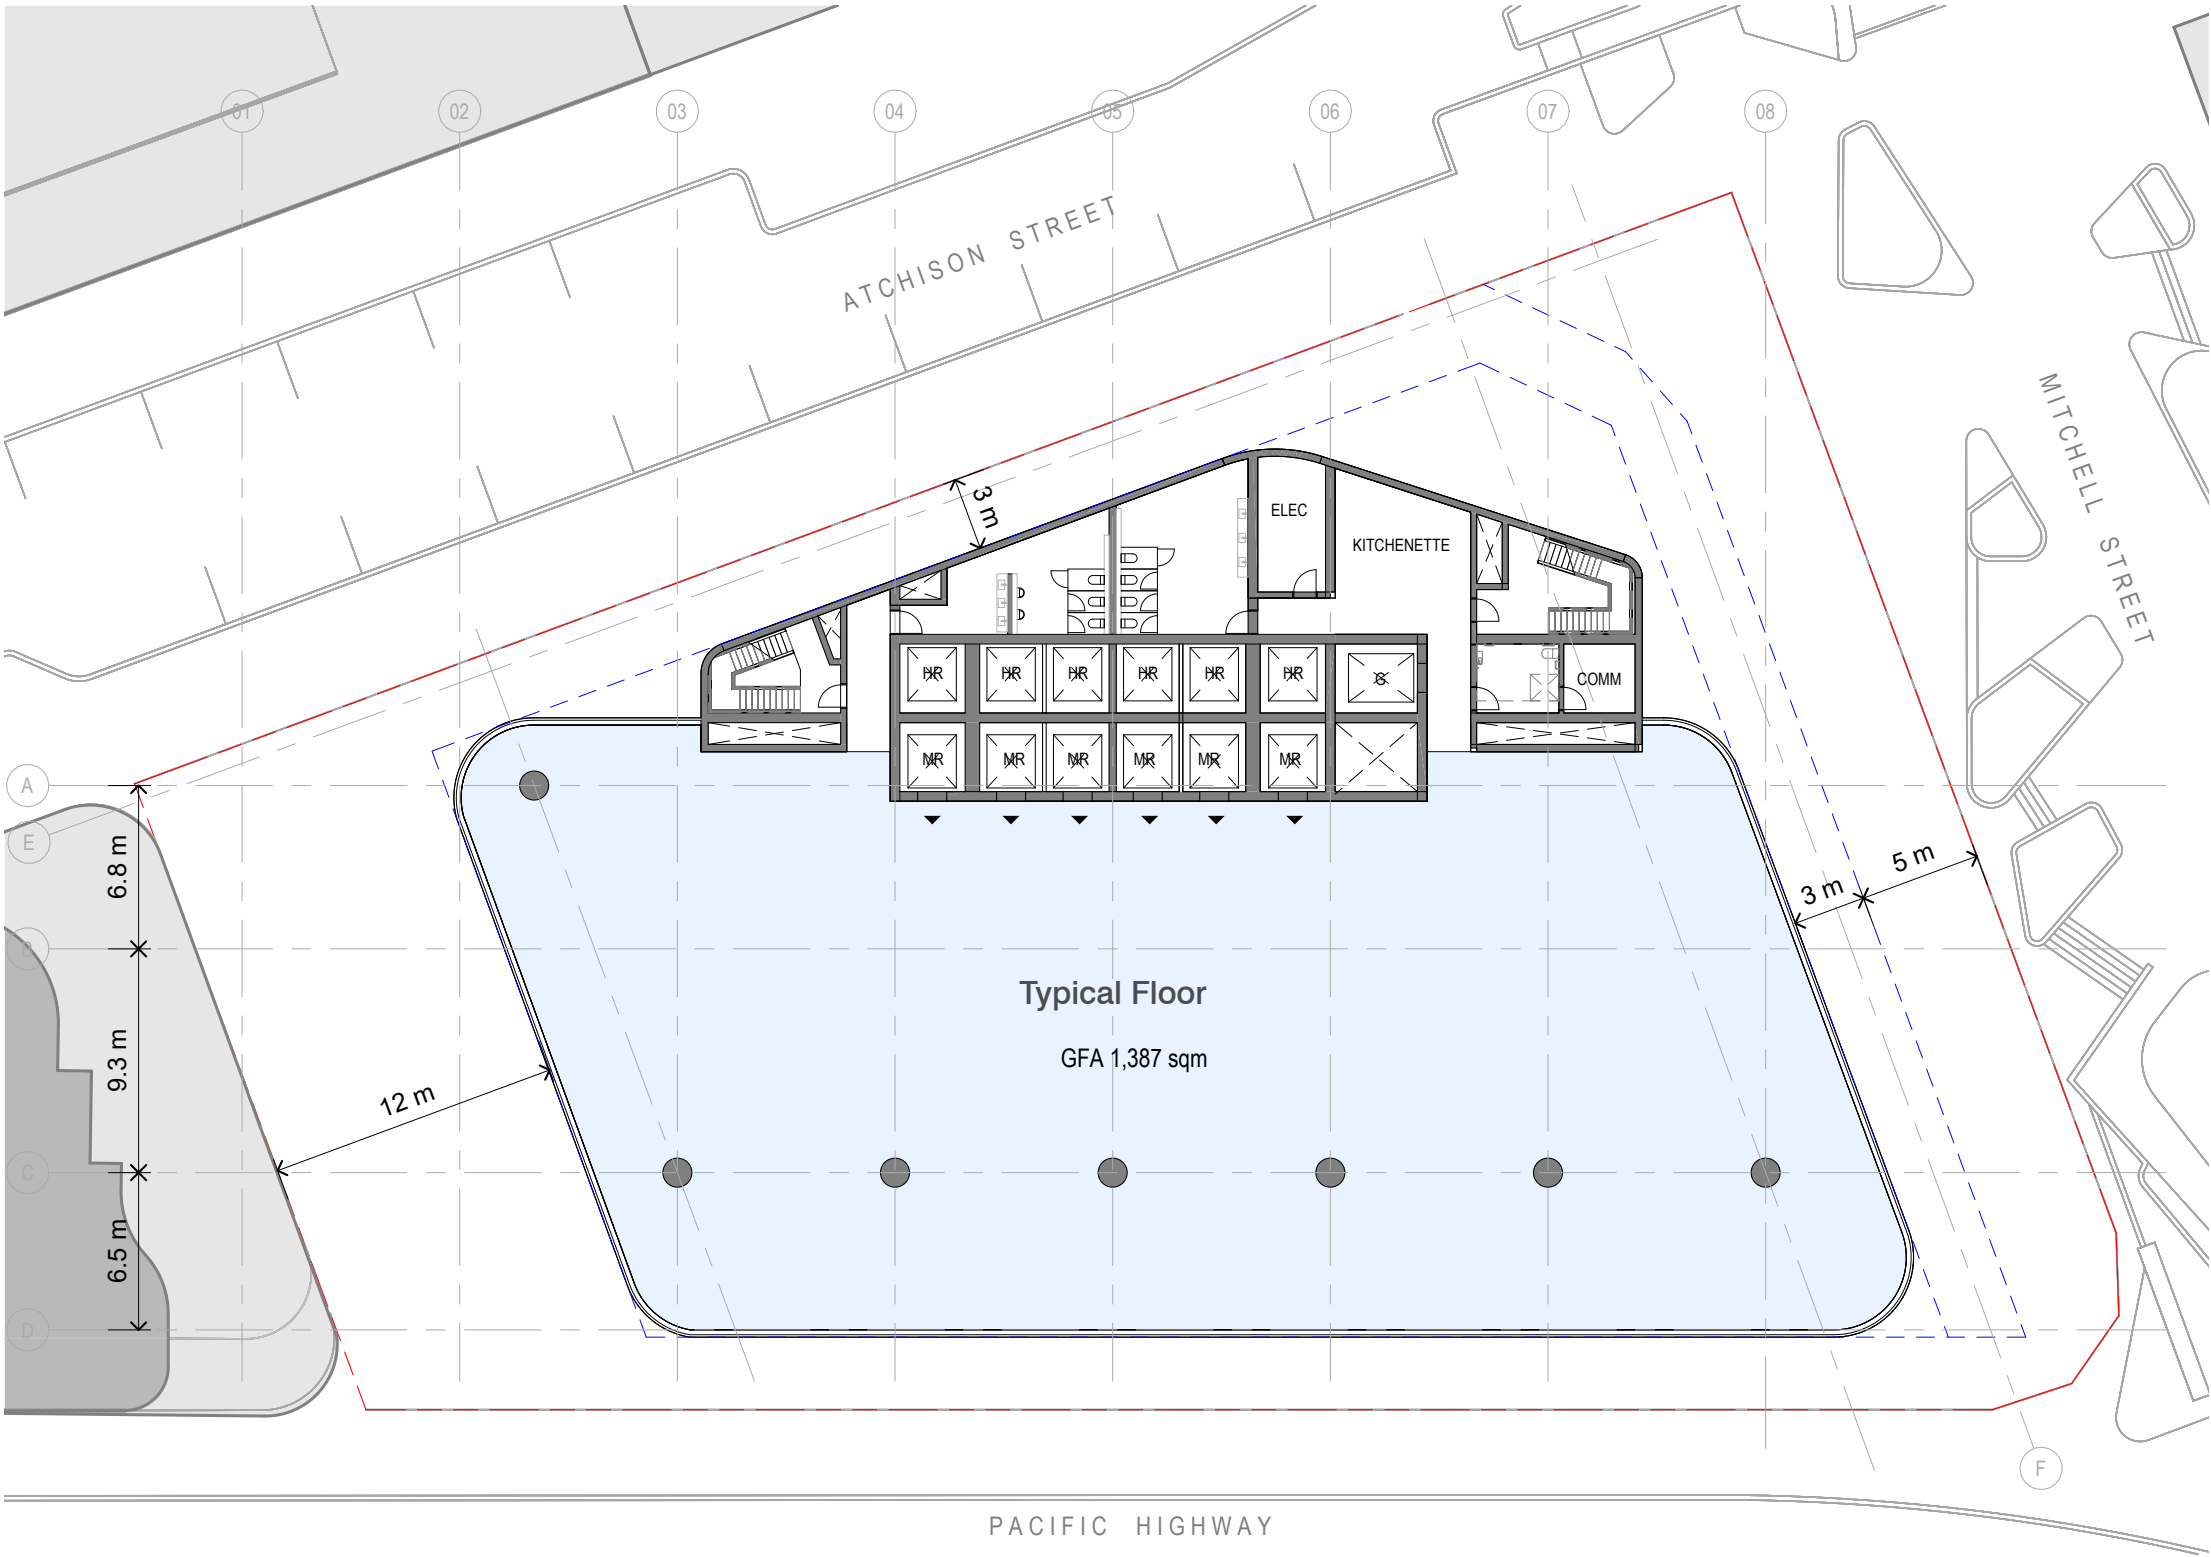 01 02 03 04 05 06 07 08
ATCHISON STREET
MITCHELL STREET
3 m
ELEC
KITCHENETTE
COMM
HR HR HR HR HR HR G
MR MR MR MR MR MR
A
E
B
C
D
F
6.8 m
9.3 m
6.5 m
12 m
3 m
5 m
Typical Floor
GFA 1,387 sqm
PACIFIC HIGHWAY